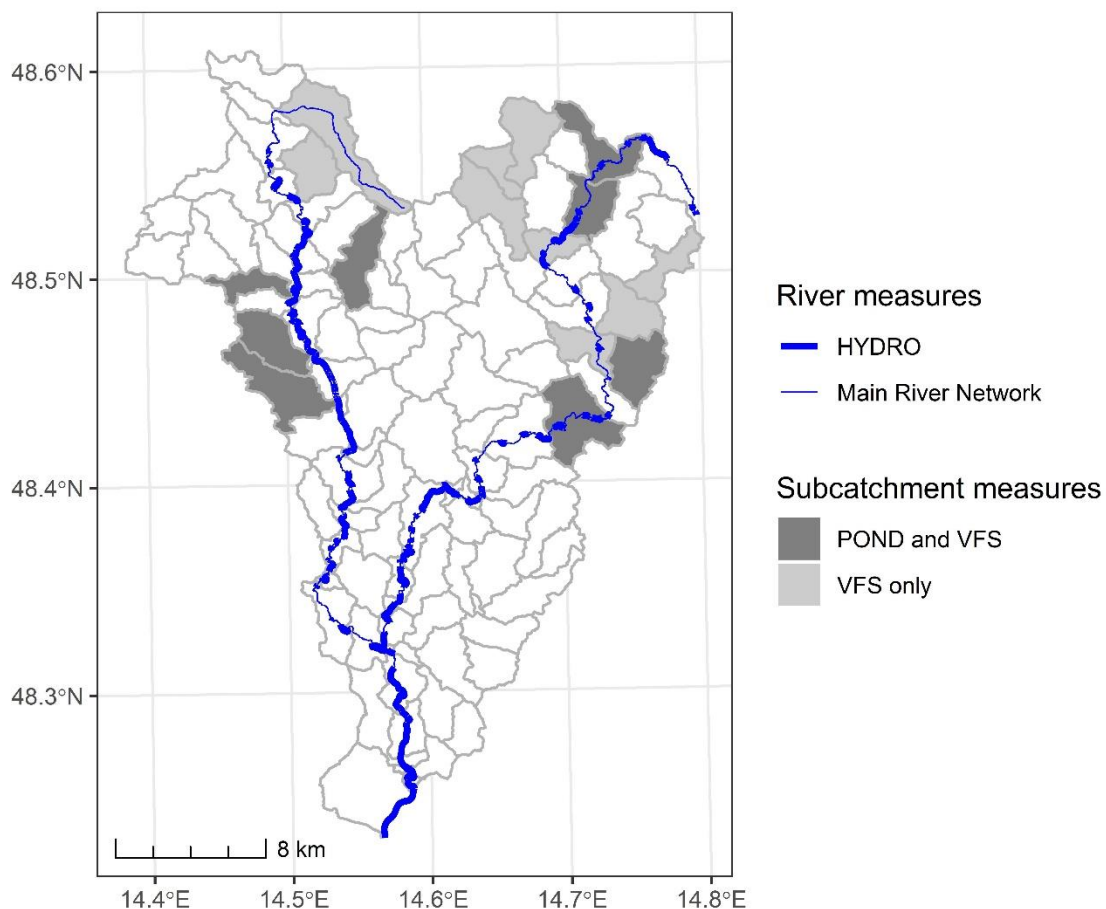 48.6°N
48.5°N
48.4°N
48.3°N
8 km
14.4°E
14.5°E
14.6°E
14.7°E
14.8°E
River measures
HYDRO
Main River Network
Subcatchment measures
POND and VFS
VFS only